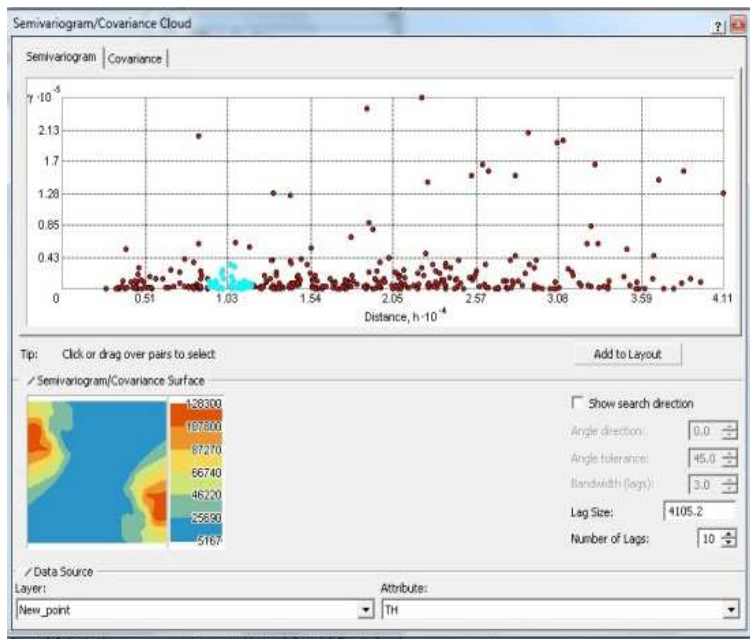 Semivariogram/Covariance Cloud
?
Semivariogram Covariance
γ·10⁻⁵
2.13
1.7
1.28
0.85
0.43
0 0.51 1.03 1.54 2.05 2.57 3.08 3.59 4.11
Distance, h·10⁻⁴
Tip: Click or drag over pairs to select
Add to Layout
Semivariogram/Covariance Surface
128300
107800
87270
66740
46220
25690
5167
Show search direction
Angle direction: 0.0
Angle tolerance: 45.0
Bandwidth (lags): 3.0
Lag Size: 4105.2
Number of Lags: 10
Data Source
Layer: Attribute:
New_point TH